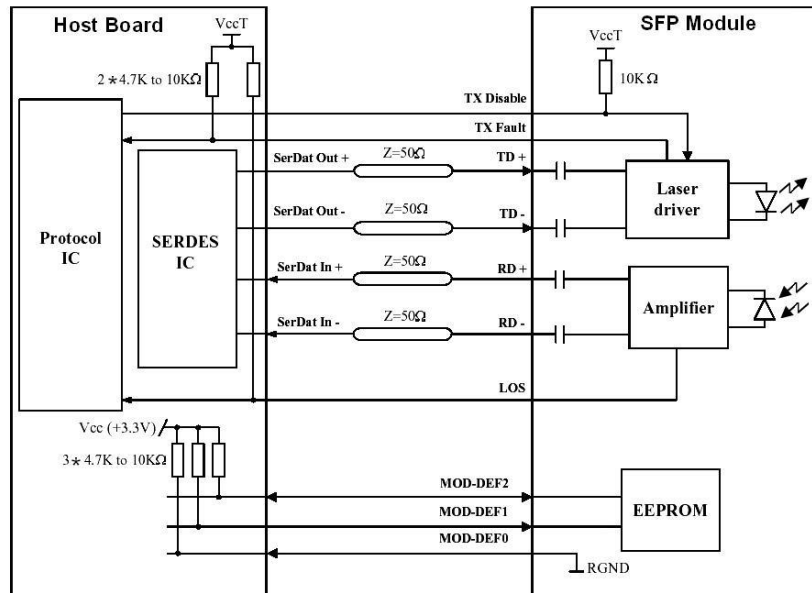 Host Board
SFP Module
VccT
VccT
2*4.7K to 10KΩ
10KΩ
TX Disable
TX Fault
SerDat Out +
Z=50Ω
TD +
SerDat Out -
Z=50Ω
TD -
Laser
driver
Protocol
IC
SERDES
IC
SerDat In +
Z=50Ω
RD +
SerDat In -
Z=50Ω
RD -
Amplifier
LOS
Vcc (+3.3V)
3*4.7K to 10KΩ
MOD-DEF2
MOD-DEF1
MOD-DEF0
EEPROM
RGND